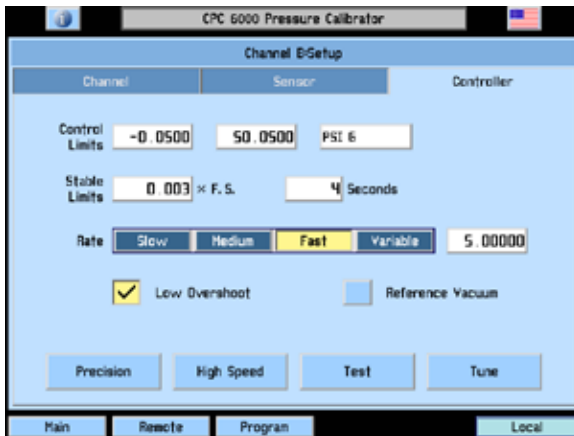 CPC 6000 Pressure Calibrator
Channel B:Setup
Channel Sensor Controller
Control Limits -0.0500 50.0500 PSI G
Stable Limits 0.003 × F.S. 4 Seconds
Rate Slow Medium Fast Variable 5.00000
Low Overshoot Reference Vacuum
Precision High Speed Test Tune
Main Remote Program Local